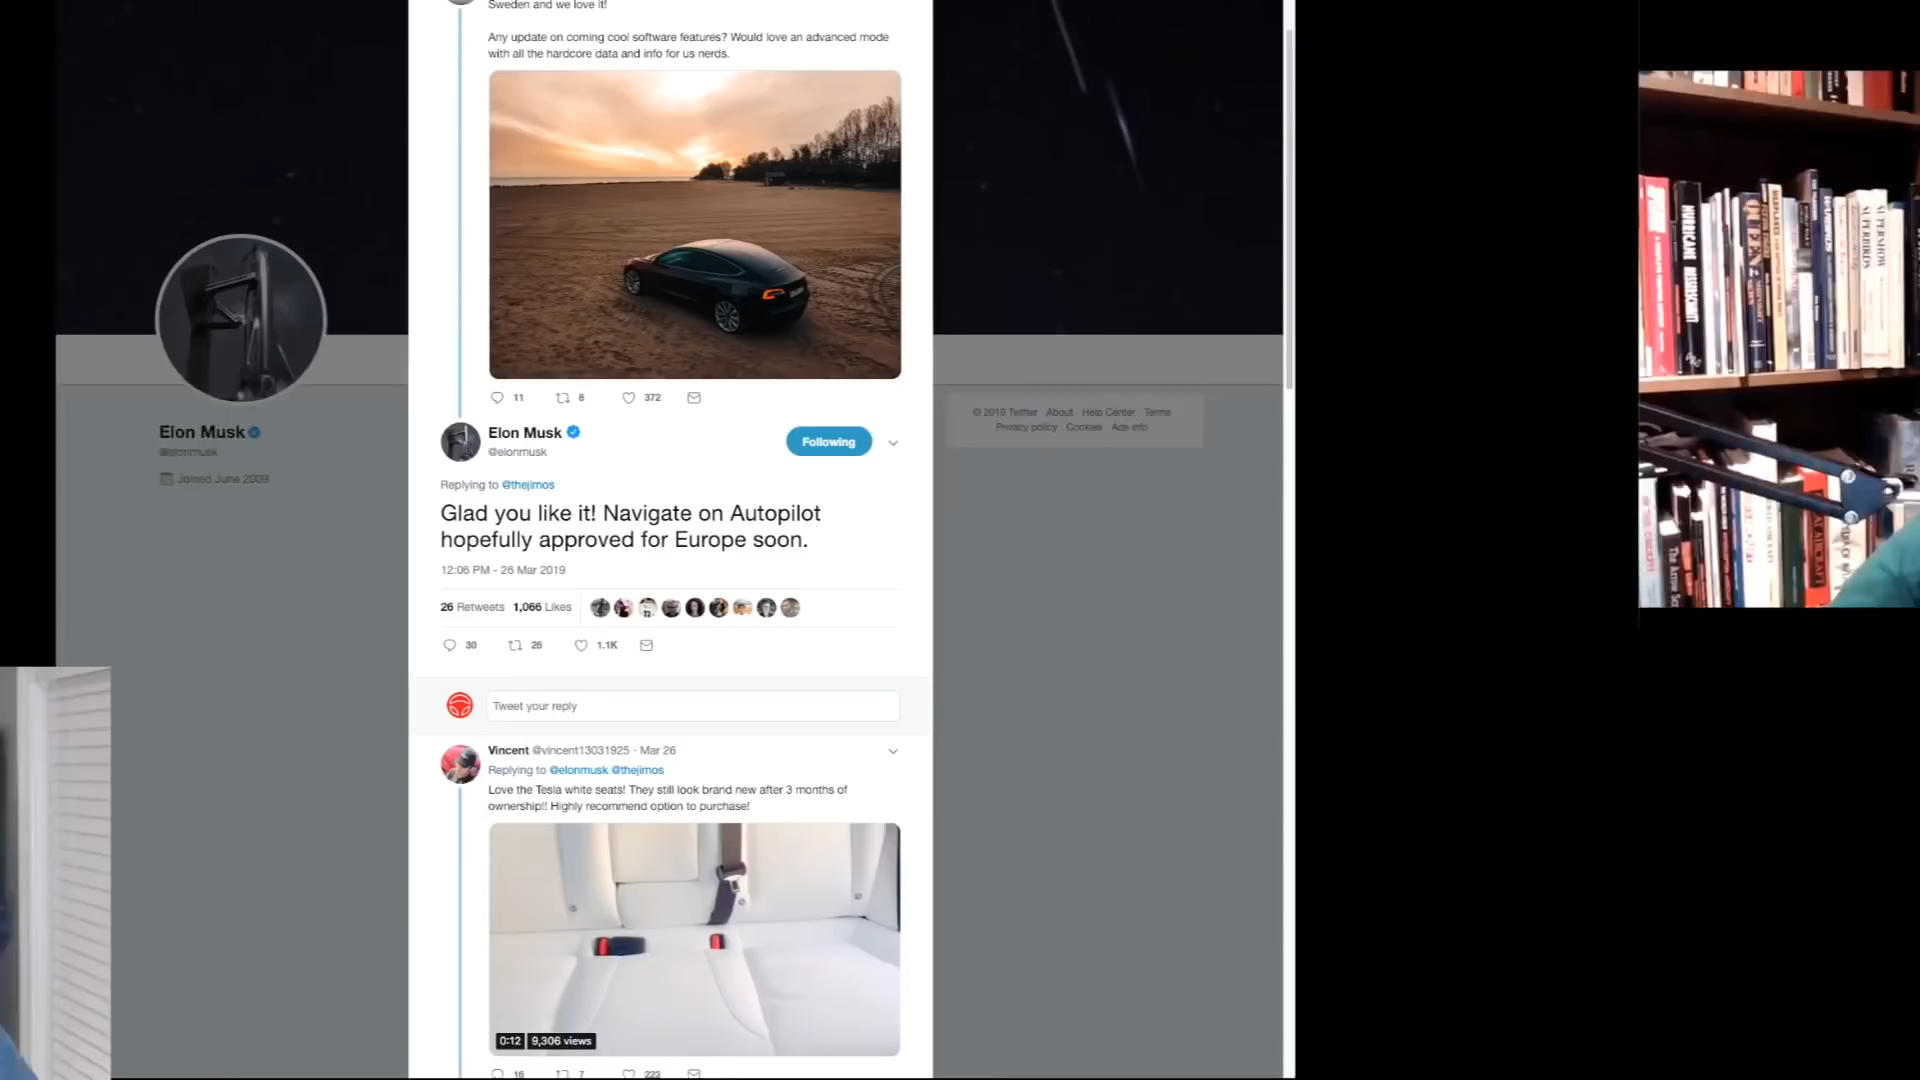 Sweden and we love it!
Any update on coming cool software features? Would love an advanced mode
with all the hardcore data and info for us nerds.
11 8 372
Elon Musk
@elonmusk
Joined June 2009
Elon Musk
@elonmusk
Following
Replying to @thejimos
Glad you like it! Navigate on Autopilot
hopefully approved for Europe soon.
12:06 PM - 26 Mar 2019
26 Retweets 1,066 Likes
30 26 1.1K
Tweet your reply
Vincent @vincent13031925 · Mar 26
Replying to @elonmusk @thejimos
Love the Tesla white seats! They still look brand new after 3 months of
ownership!! Highly recommend option to purchase!
0:12 9,306 views
16 7 222
© 2019 Twitter About Help Center Terms
Privacy policy Cookies Ads info
SUPERSHOW
SUPERBIRDS